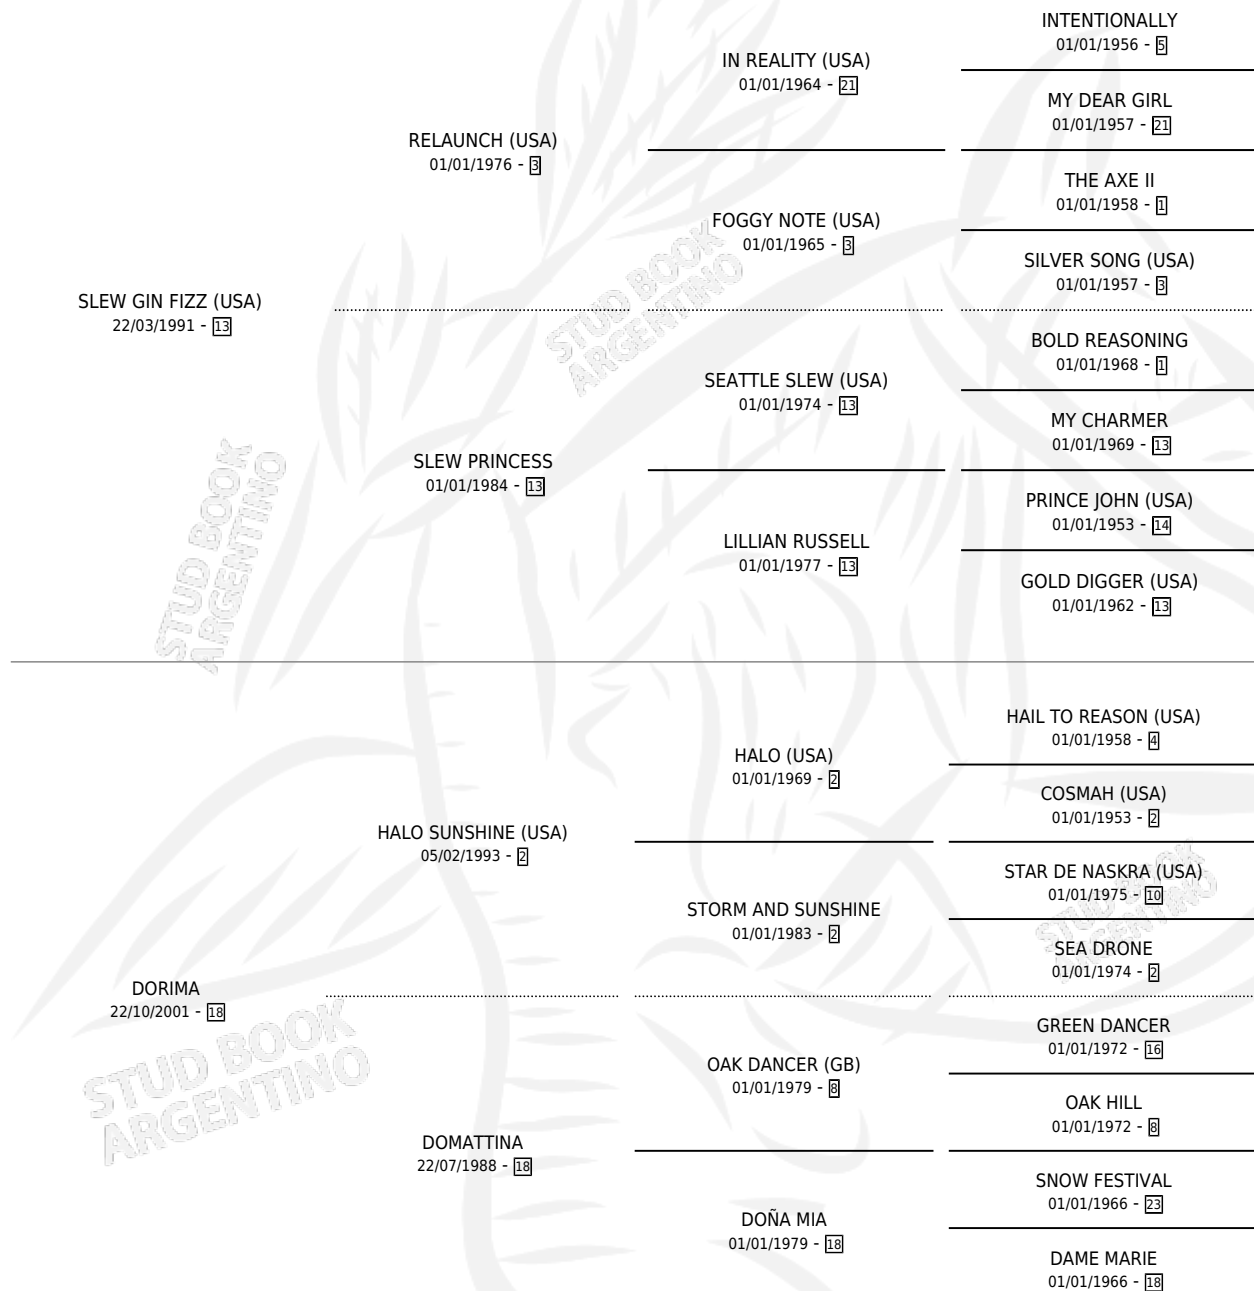 SLEW GIN FIZZ (USA)
22/03/1991 - 13
RELAUNCH (USA)
01/01/1976 - 3
IN REALITY (USA)
01/01/1964 - 21
INTENTIONALLY
01/01/1956 - 5
MY DEAR GIRL
01/01/1957 - 21
FOGGY NOTE (USA)
01/01/1965 - 3
THE AXE II
01/01/1958 - 1
SILVER SONG (USA)
01/01/1957 - 3
SLEW PRINCESS
01/01/1984 - 13
SEATTLE SLEW (USA)
01/01/1974 - 13
BOLD REASONING
01/01/1968 - 1
MY CHARMER
01/01/1969 - 13
LILLIAN RUSSELL
01/01/1977 - 13
PRINCE JOHN (USA)
01/01/1953 - 14
GOLD DIGGER (USA)
01/01/1962 - 13
DORIMA
22/10/2001 - 18
HALO SUNSHINE (USA)
05/02/1993 - 2
HALO (USA)
01/01/1969 - 2
HAIL TO REASON (USA)
01/01/1958 - 4
COSMAH (USA)
01/01/1953 - 2
STORM AND SUNSHINE
01/01/1983 - 2
STAR DE NASKRA (USA)
01/01/1975 - 10
SEA DRONE
01/01/1974 - 2
DOMATTINA
22/07/1988 - 18
OAK DANCER (GB)
01/01/1979 - 8
GREEN DANCER
01/01/1972 - 16
OAK HILL
01/01/1972 - 8
DOÑA MIA
01/01/1979 - 18
SNOW FESTIVAL
01/01/1966 - 23
DAME MARIE
01/01/1966 - 18
STUD BOOK
ARGENTINO
STUD BOOK
ARGENTINO
STUD BOOK
ARGENTINO
STUD BOOK
ARGENTINO